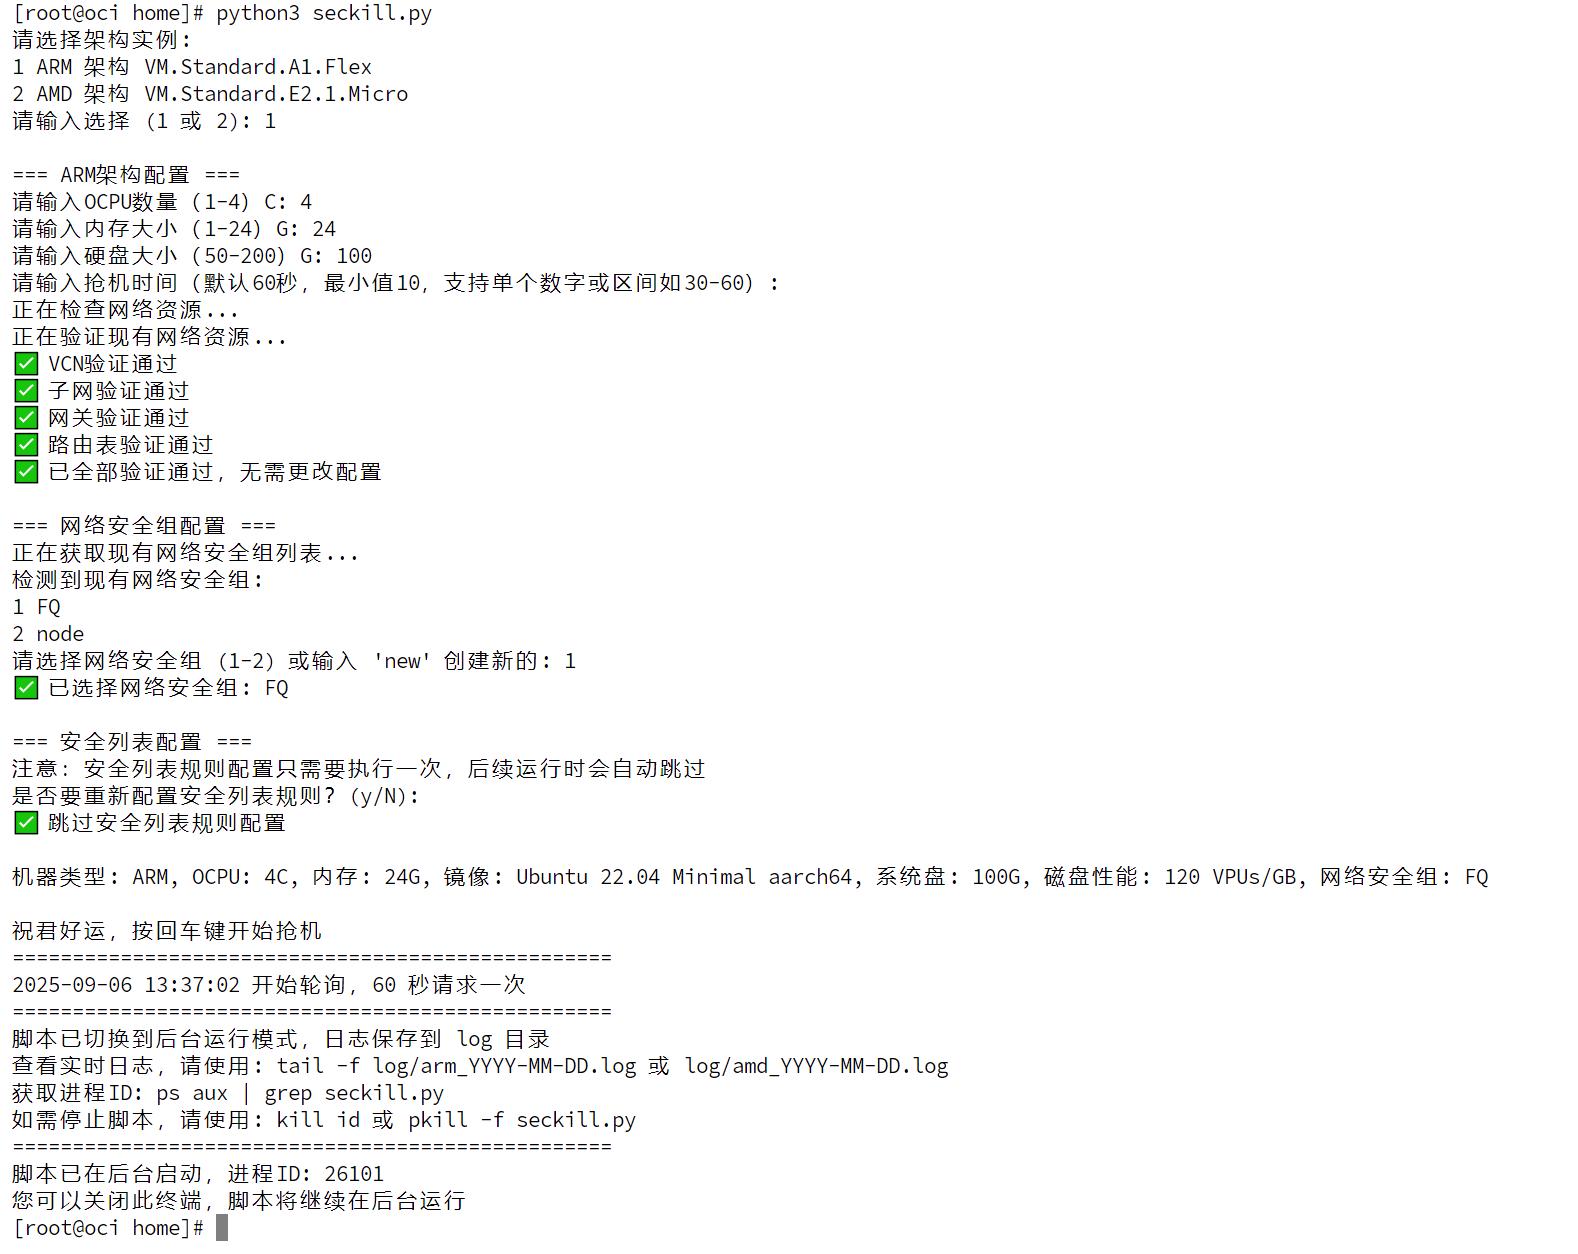 [root@oci home]# python3 seckill.py
请选择架构实例:
1 ARM 架构 VM.Standard.A1.Flex
2 AMD 架构 VM.Standard.E2.1.Micro
请输入选择 (1 或 2): 1
=== ARM架构配置 ===
请输入OCPU数量（1-4）C: 4
请输入内存大小（1-24）G: 24
请输入硬盘大小（50-200）G: 100
请输入抢机时间（默认60秒，最小值10，支持单个数字或区间如30-60）:
正在检查网络资源...
正在验证现有网络资源...
✅ VCN验证通过
✅ 子网验证通过
✅ 网关验证通过
✅ 路由表验证通过
✅ 已全部验证通过，无需更改配置
=== 网络安全组配置 ===
正在获取现有网络安全组列表...
检测到现有网络安全组:
1 FQ
2 node
请选择网络安全组 (1-2) 或输入 'new' 创建新的: 1
✅ 已选择网络安全组: FQ
=== 安全列表配置 ===
注意: 安全列表规则配置只需要执行一次，后续运行时会自动跳过
是否要重新配置安全列表规则? (y/N):
✅ 跳过安全列表规则配置
机器类型: ARM, OCPU: 4C, 内存: 24G, 镜像: Ubuntu 22.04 Minimal aarch64, 系统盘: 100G, 磁盘性能: 120 VPUs/GB, 网络安全组: FQ
祝君好运，按回车键开始抢机
==================================================
2025-09-06 13:37:02 开始轮询，60 秒请求一次
==================================================
脚本已切换到后台运行模式，日志保存到 log 目录
查看实时日志，请使用: tail -f log/arm_YYYY-MM-DD.log 或 log/amd_YYYY-MM-DD.log
获取进程ID: ps aux | grep seckill.py
如需停止脚本，请使用: kill id 或 pkill -f seckill.py
==================================================
脚本已在后台启动，进程ID: 26101
您可以关闭此终端，脚本将继续在后台运行
[root@oci home]#